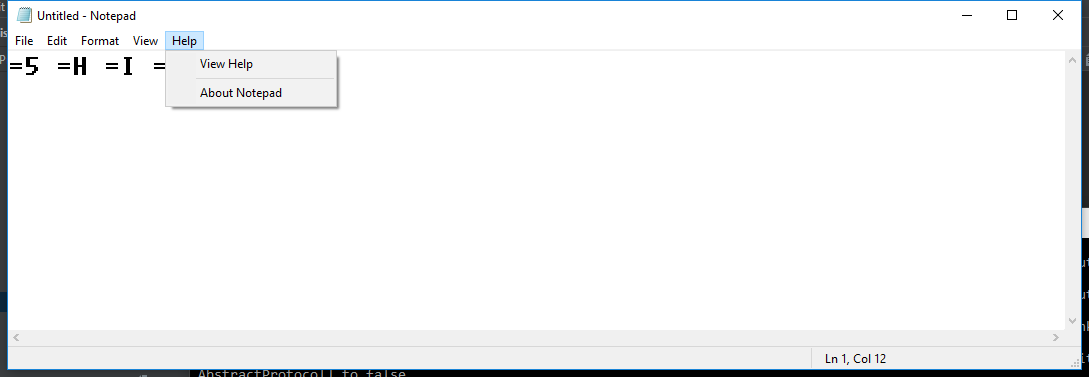 Untitled - Notepad
File Edit Format View Help
=5 =H =I =
View Help
About Notepad
Ln 1, Col 12
AbstractProtocol] to false